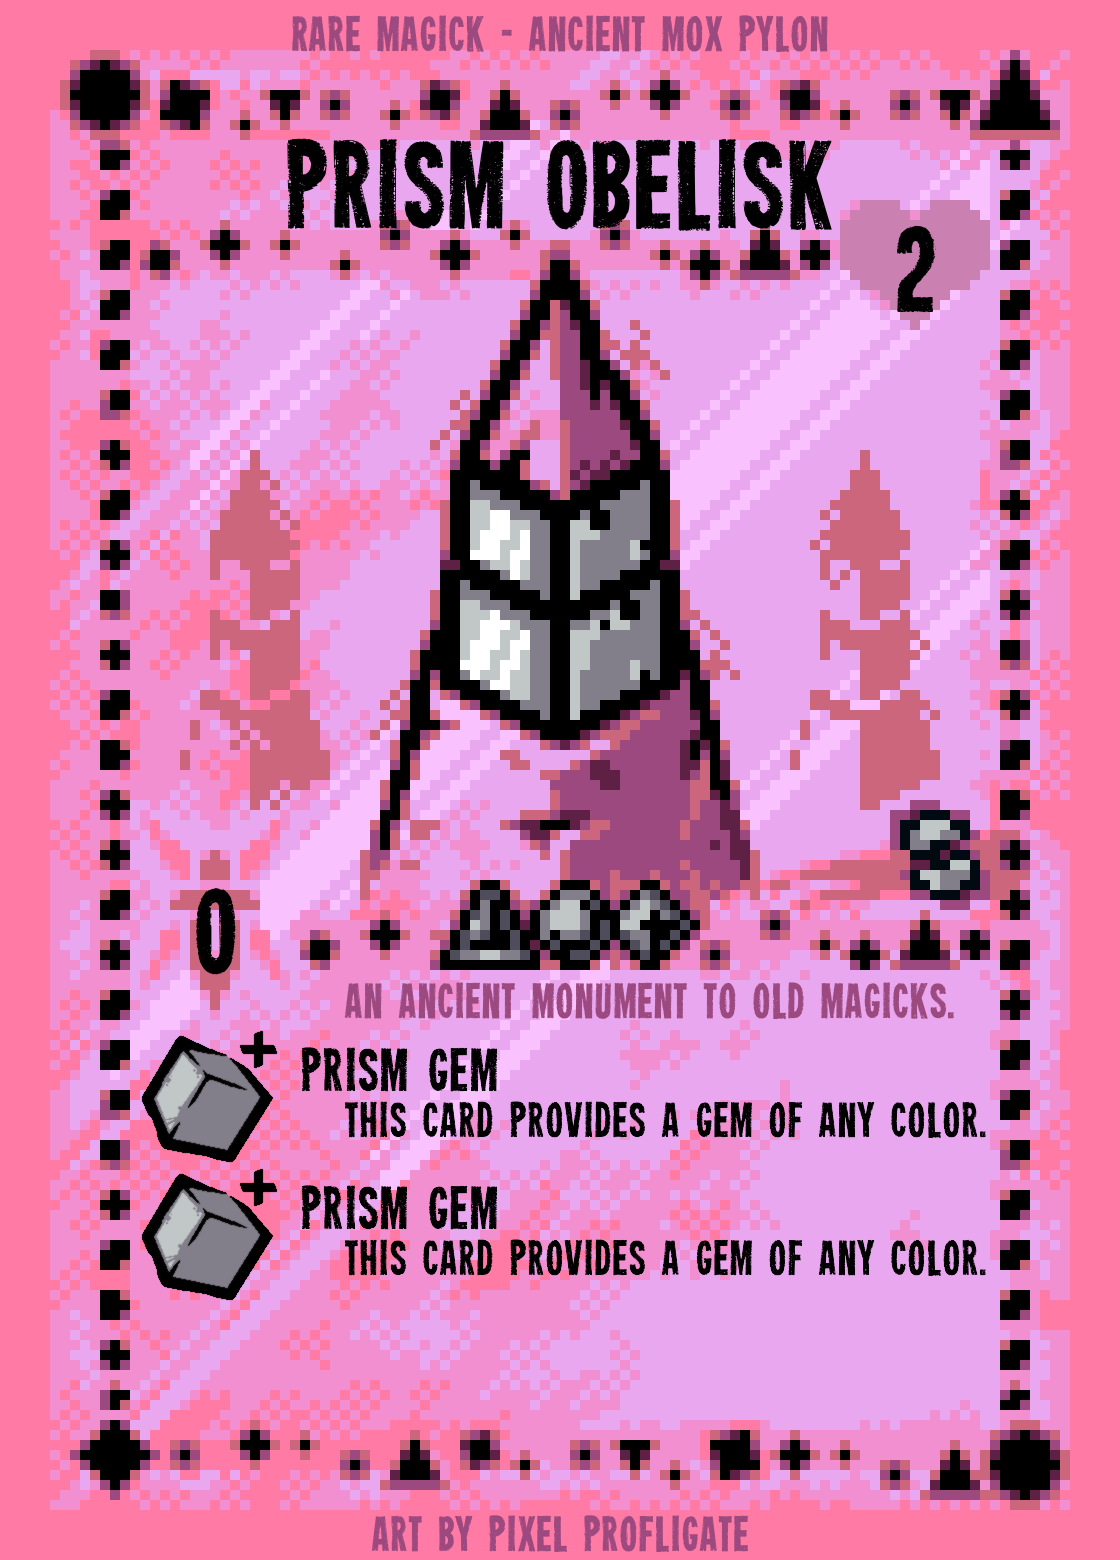 RARE MAGICK - ANCIENT MOX PYLON
PRISM OBELISK
2
0
AN ANCIENT MONUMENT TO OLD MAGICKS.
PRISM GEM
THIS CARD PROVIDES A GEM OF ANY COLOR.
PRISM GEM
THIS CARD PROVIDES A GEM OF ANY COLOR.
ART BY PIXEL PROFLIGATE